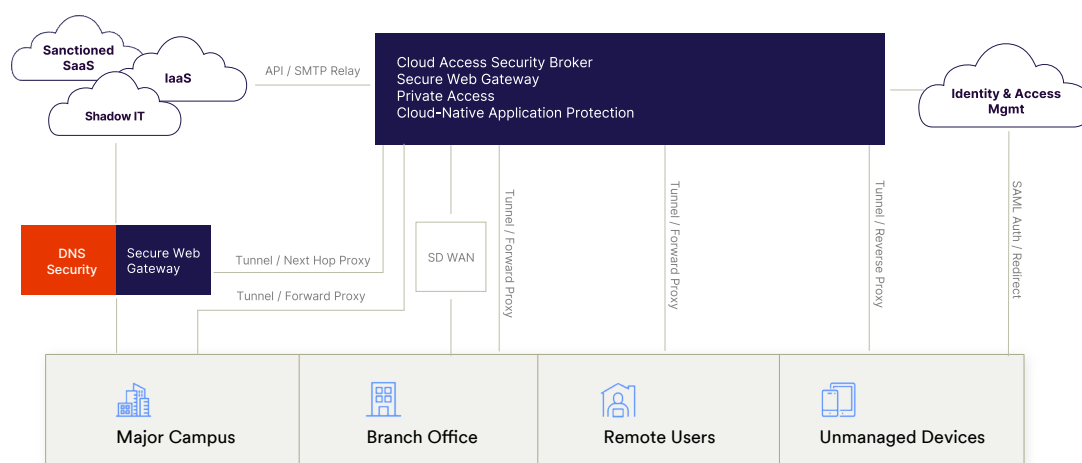 Sanctioned
SaaS
IaaS
Shadow IT
API / SMTP Relay
Cloud Access Security Broker
Secure Web Gateway
Private Access
Cloud-Native Application Protection
Identity & Access
Mgmt
DNS
Security
Secure Web
Gateway
Tunnel / Next Hop Proxy
Tunnel / Forward Proxy
SD WAN
Tunnel / Forward Proxy
Tunnel / Forward Proxy
Tunnel / Reverse Proxy
SAML Auth / Redirect
Major Campus
Branch Office
Remote Users
Unmanaged Devices